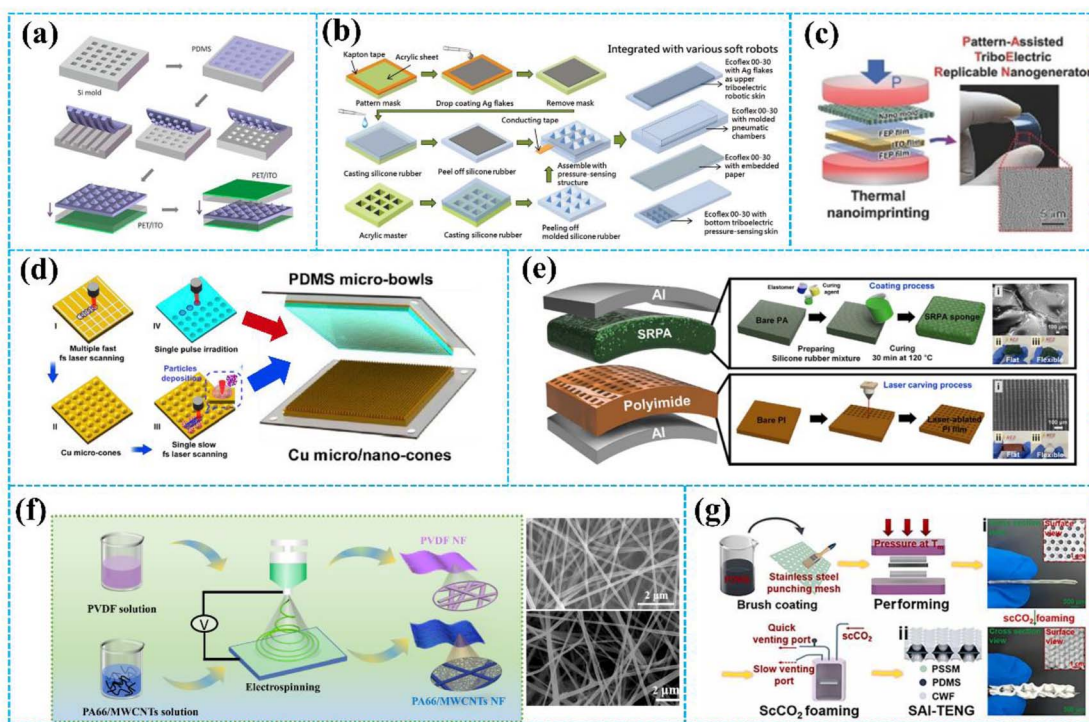 (a)
PDMS
Si mold
PET/ITO
PET/ITO
(b)
Kapton tape
Acrylic sheet
Pattern mask
Drop coating Ag flakes
Remove mask
Conducting tape
Casting silicone rubber
Peel off silicone rubber
Assemble with
pressure-sensing
structure
Acrylic master
Casting silicone rubber
Peeling off
molded silicone rubber
Integrated with various soft robots
Ecoflex 00-30
with Ag flakes
as upper
triboelectric
robotic skin
Ecoflex 00-30
with molded
pneumatic
chambers
Ecoflex 00-30
with embedded
paper
Ecoflex 00-30 with
bottom triboelectric
pressure-sensing skin
(c)
Pattern-Assisted
TriboElectric
Replicable Nanogenerator
P
Nano mold
FEP film
ITO film
FEP film
Thermal
nanoimprinting
5 μm
(d)
I
Multiple fast
fs laser scanning
IV
Single pulse irradition
Particles
deposition
II
Cu micro-cones
III
Single slow
fs laser scanning
PDMS micro-bowls
Cu micro/nano-cones
(e)
Al
SRPA
Polyimide
Al
Elastomer
Curing
agent
Coating process
Bare PA
SRPA sponge
Preparing
Silicone rubber mixture
Curing
30 min at 120 °C
i
100 μm
ii
iii
Flat
Flexible
Laser carving process
Bare PI
Laser-ablated
PI film
i
100 μm
ii
iii
Flat
Flexible
(f)
PVDF solution
PA66/MWCNTs solution
V
Electrospinning
PVDF NF
PA66/MWCNTs NF
2 μm
2 μm
(g)
Stainless steel
punching mesh
Brush coating
Pressure at Tm
Performing
Quick
venting port
scCO2
Slow venting
port
ScCO2 foaming
ii
PSSM
PDMS
CWF
SAI-TENG
i
Surface
view
scCO2
foaming
Cross section
view
Surface
view